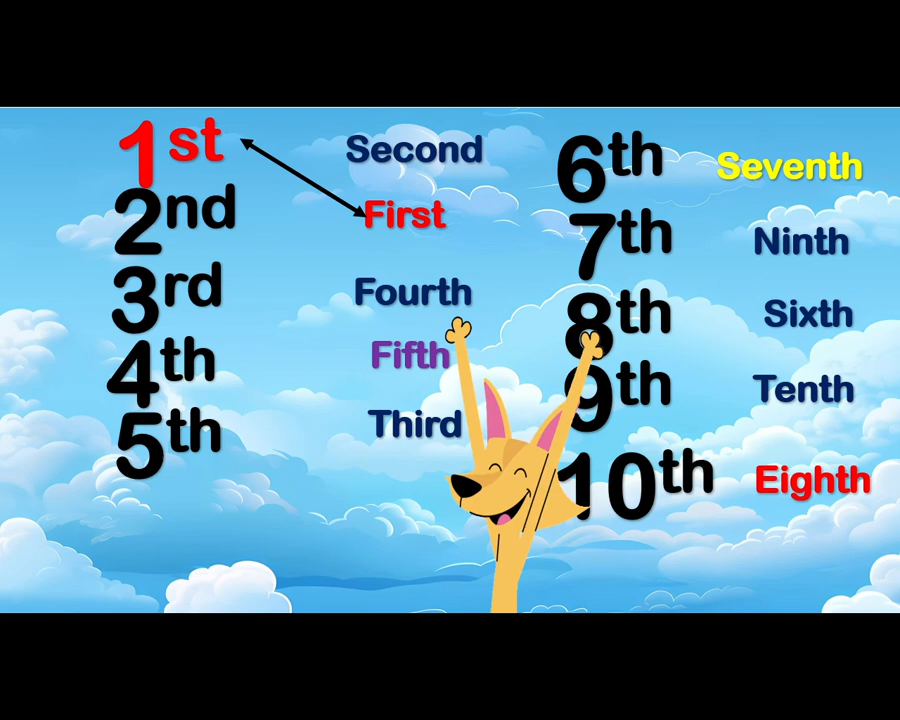 1st
Second
2nd
First
3rd
Fourth
4th
Fifth
5th
Third
6th
Seventh
7th
Ninth
8th
Sixth
9th
Tenth
10th
Eighth